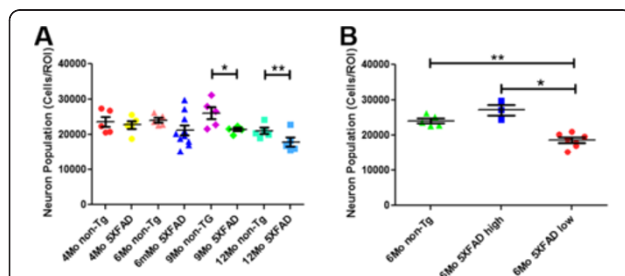 A
B
Neuron Population (Cells/ROI)
40000
30000
20000
10000
0
*
**
4Mo non-Tg
4Mo 5XFAD
6Mo non-Tg
6mMo 5XFAD
9Mo non-TG
9Mo 5XFAD
12Mo non-Tg
12Mo 5XFAD
Neuron Population (Cells/ROI)
40000
30000
20000
10000
0
**
*
6Mo non-Tg
6Mo 5XFAD high
6Mo 5XFAD low